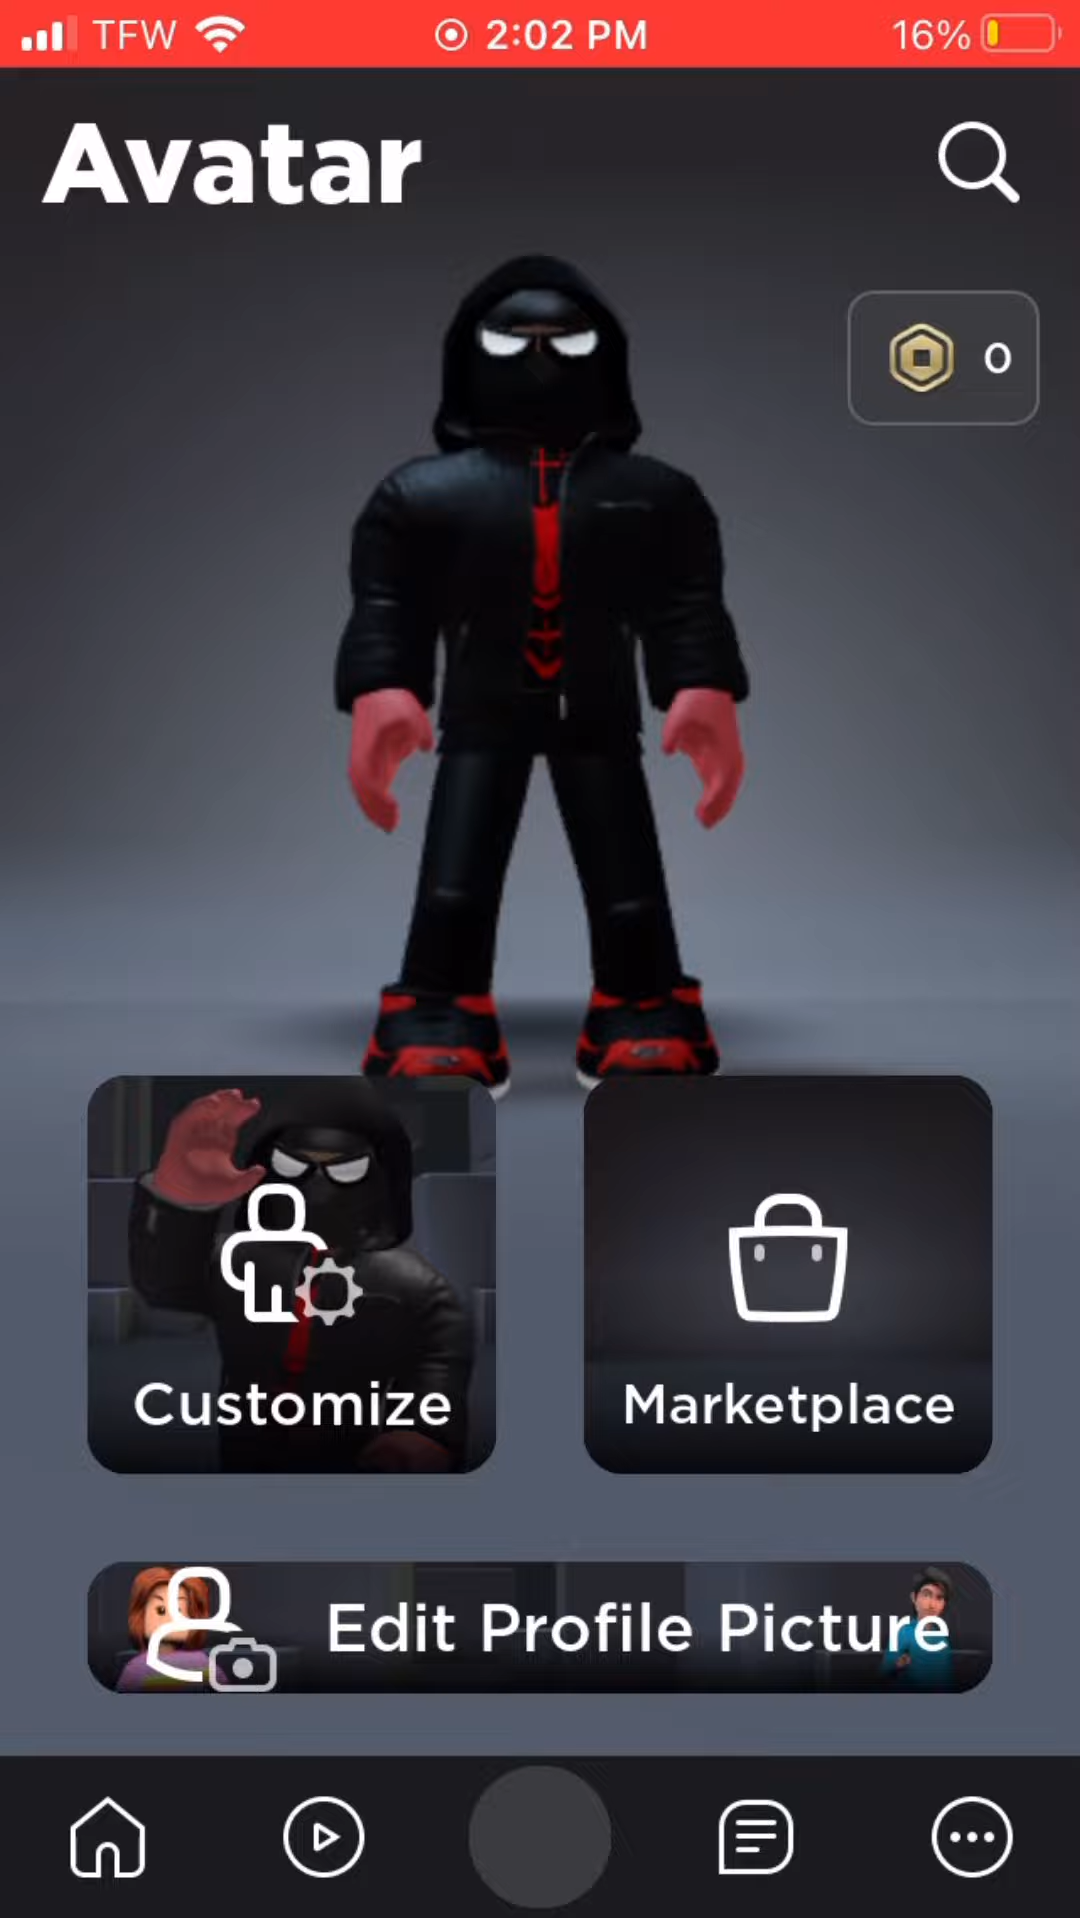 TFW 2:02 PM 16%
Avatar
0
Customize Marketplace
Edit Profile Picture